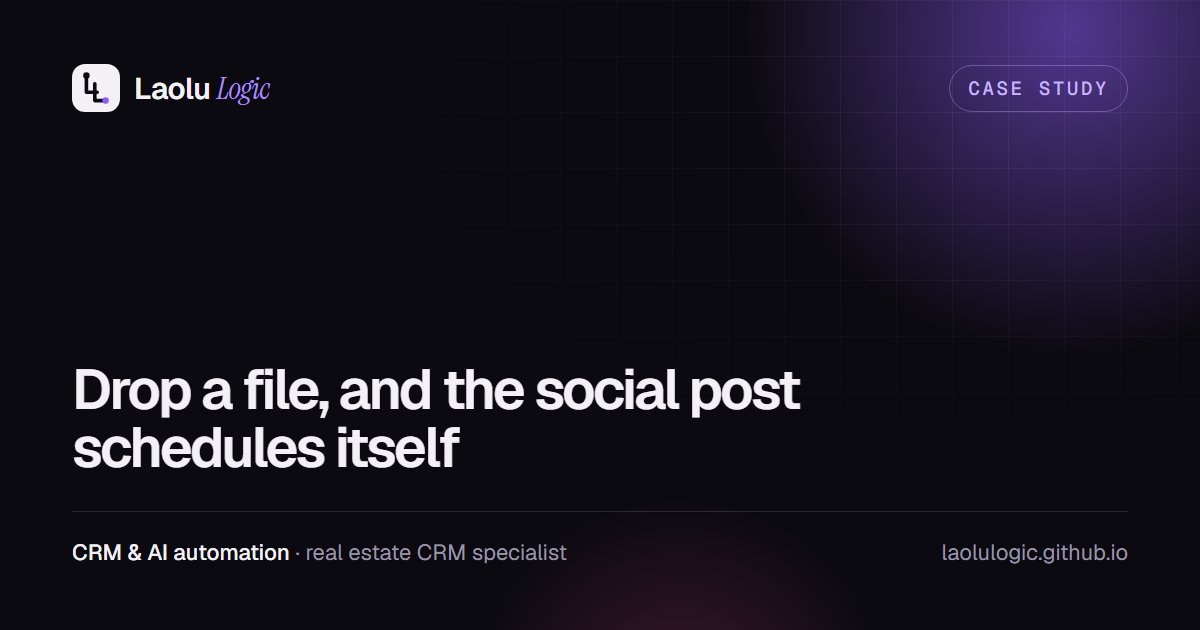 Laolu Logic
CASE STUDY
Drop a file, and the social post
schedules itself
CRM & AI automation · real estate CRM specialist
laolulogic.github.io